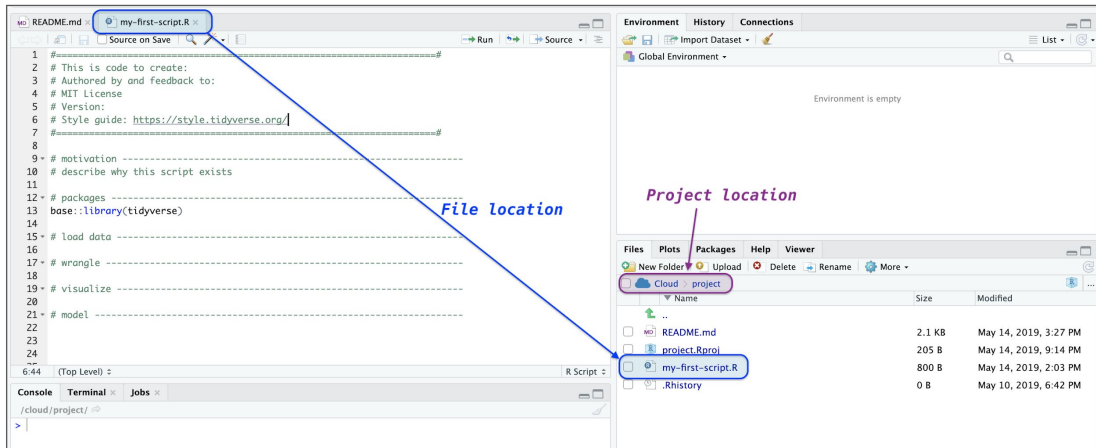 README.md ×
my-first-script.R ×
Source on Save
Run
Source
1 #================================================================#
2 # This is code to create:
3 # Authored by and feedback to:
4 # MIT License
5 # Version:
6 # Style guide: https://style.tidyverse.org/
7 #================================================================#
8
9 # motivation ----------------------------------------------------------
10 # describe why this script exists
11
12 # packages ------------------------------------------------------------
13 base::library(tidyverse)
14
15 # load data -----------------------------------------------------------
16
17 # wrangle -------------------------------------------------------------
18
19 # visualize -----------------------------------------------------------
20
21 # model ---------------------------------------------------------------
22
23
24
File location
6:44 (Top Level) R Script
Console Terminal × Jobs ×
/cloud/project/
>
Environment History Connections
Import Dataset
List
Global Environment
Environment is empty
Project location
Files Plots Packages Help Viewer
New Folder Upload Delete Rename More
Cloud > project
...
Name Size Modified
..
README.md 2.1 KB May 14, 2019, 3:27 PM
project.Rproj 205 B May 14, 2019, 9:14 PM
my-first-script.R 800 B May 14, 2019, 2:03 PM
.Rhistory 0 B May 10, 2019, 6:42 PM